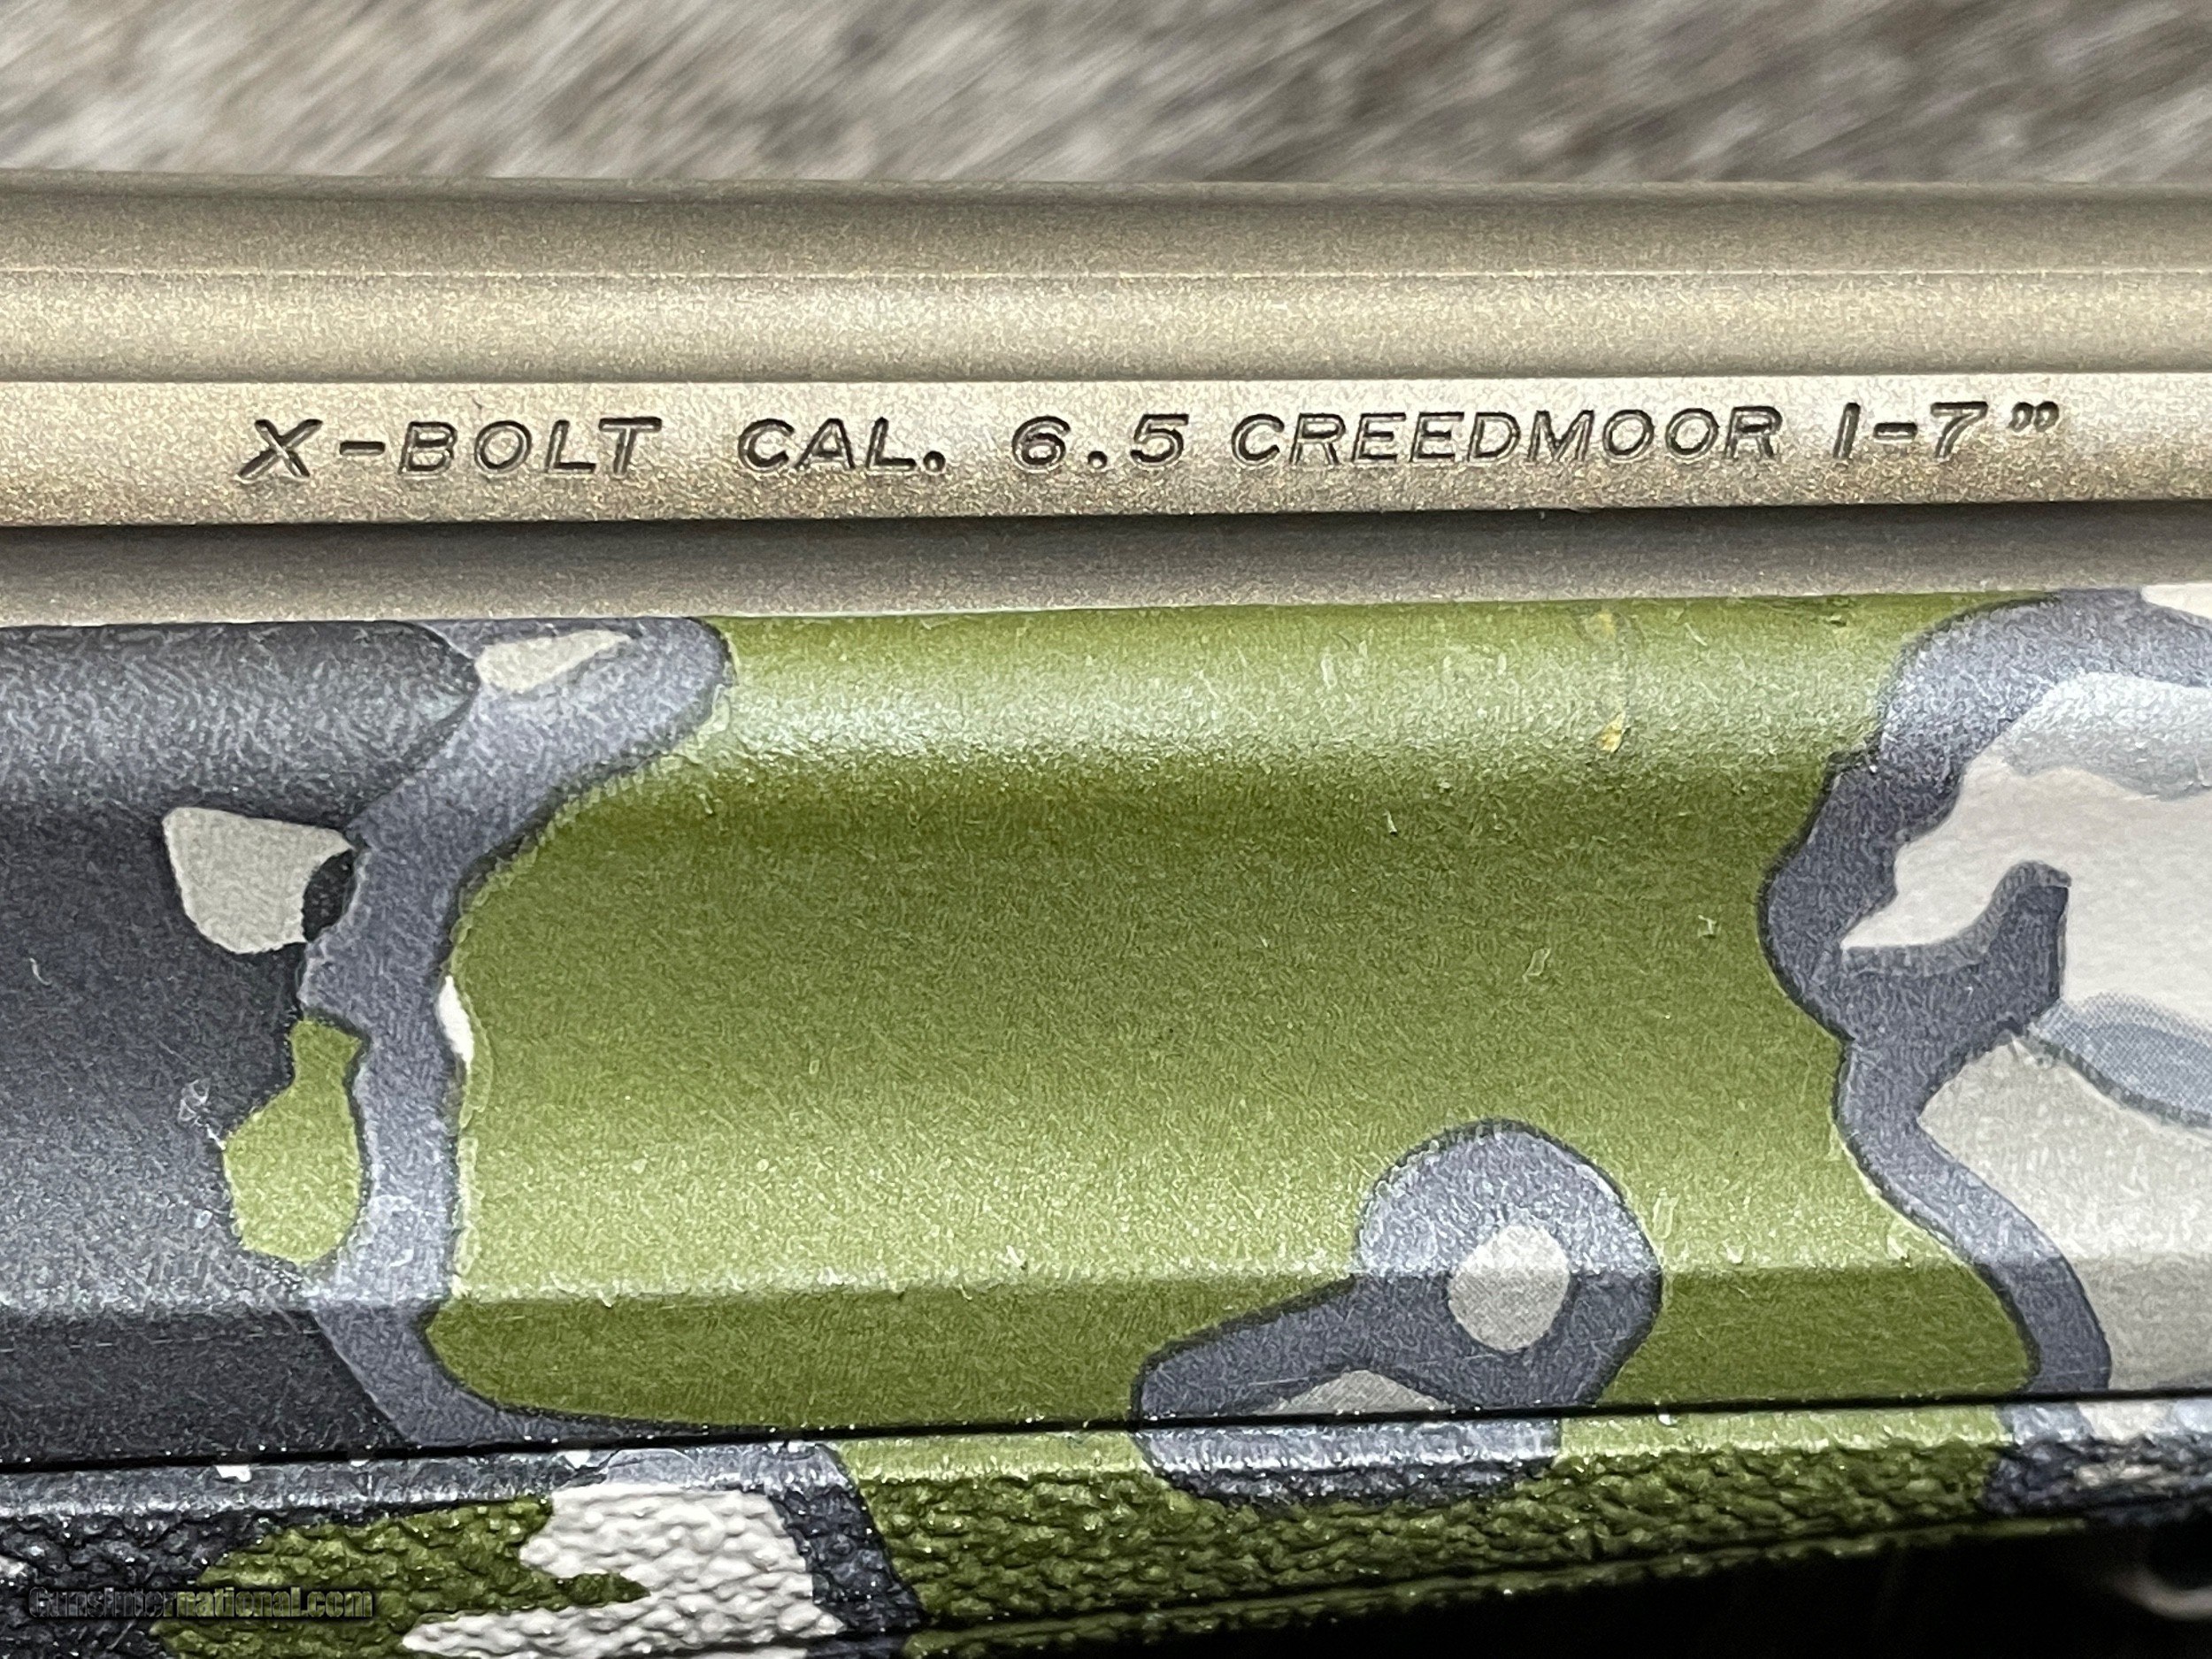 X-BOLT CAL. 6.5 CREEDMOOR 1-7"
Gunsinternational.com